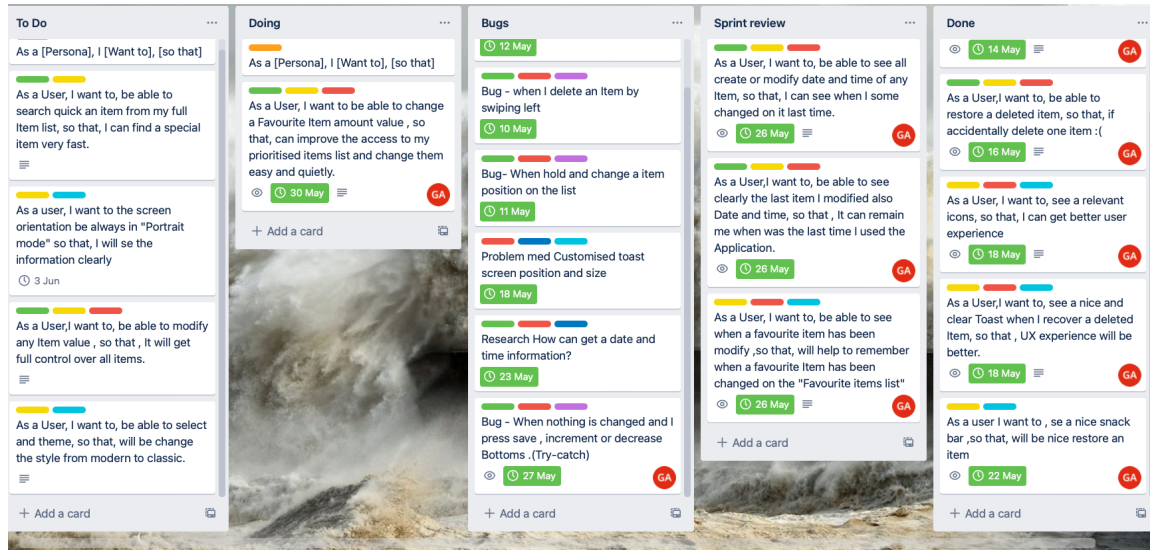 To Do
As a [Persona], I [Want to], [so that]
As a User, I want to, be able to
search quick an item from my full
Item list, so that, I can find a special
item very fast.
As a user, I want to the screen
orientation be always in "Portrait
mode" so that, I will se the
information clearly
3 Jun
As a User,I want to, be able to modify
any Item value , so that , It will get
full control over all items.
As a User, I want to, be able to select
and theme, so that, will be change
the style from modern to classic.
+ Add a card
Doing
As a [Persona], I [Want to], [so that]
As a User, I want to be able to change
a Favourite Item amount value , so
that, can improve the access to my
prioritised items list and change them
easy and quietly.
30 May
GA
+ Add a card
Bugs
12 May
Bug - when I delete an Item by
swiping left
10 May
Bug- When hold and change a item
position on the list
11 May
Problem med Customised toast
screen position and size
18 May
Research How can get a date and
time information?
23 May
Bug - When nothing is changed and I
press save , increment or decrease
Bottoms .(Try-catch)
27 May
GA
+ Add a card
Sprint review
As a User, I want to, be able to see all
create or modify date and time of any
Item, so that, I can see when I some
changed on it last time.
26 May
GA
As a User,I want to, be able to see
clearly the last item I modified also
Date and time, so that , It can remain
me when was the last time I used the
Application.
26 May
GA
As a User, I want to, be able to see
when a favourite item has been
modify ,so that, will help to remember
when a favourite Item has been
changed on the "Favourite items list"
26 May
GA
+ Add a card
Done
14 May
GA
As a User,I want to, be able to
restore a deleted item, so that, if
accidentally delete one item :(
16 May
GA
As a User, I want to, see a relevant
icons, so that, I can get better user
experience
18 May
GA
As a User,I want to, see a nice and
clear Toast when I recover a deleted
Item, so that , UX experience will be
better.
18 May
GA
As a user I want to , se a nice snack
bar ,so that, will be nice restore an
item
22 May
GA
+ Add a card